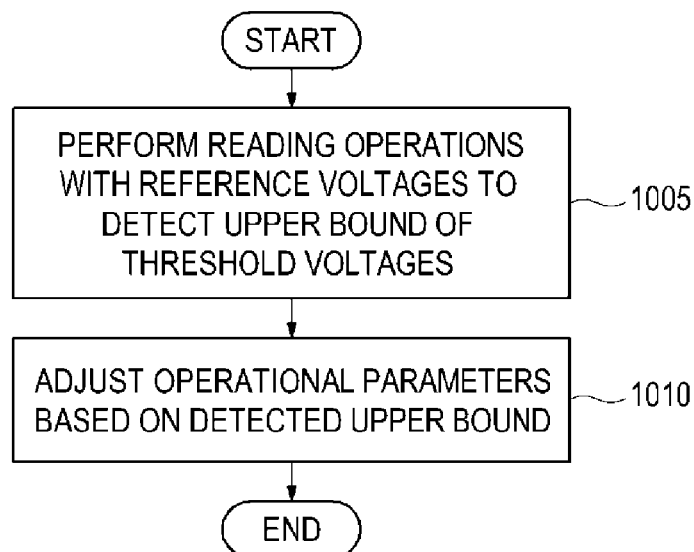 START
PERFORM READING OPERATIONS
WITH REFERENCE VOLTAGES TO
DETECT UPPER BOUND OF
THRESHOLD VOLTAGES
1005
ADJUST OPERATIONAL PARAMETERS
BASED ON DETECTED UPPER BOUND
1010
END